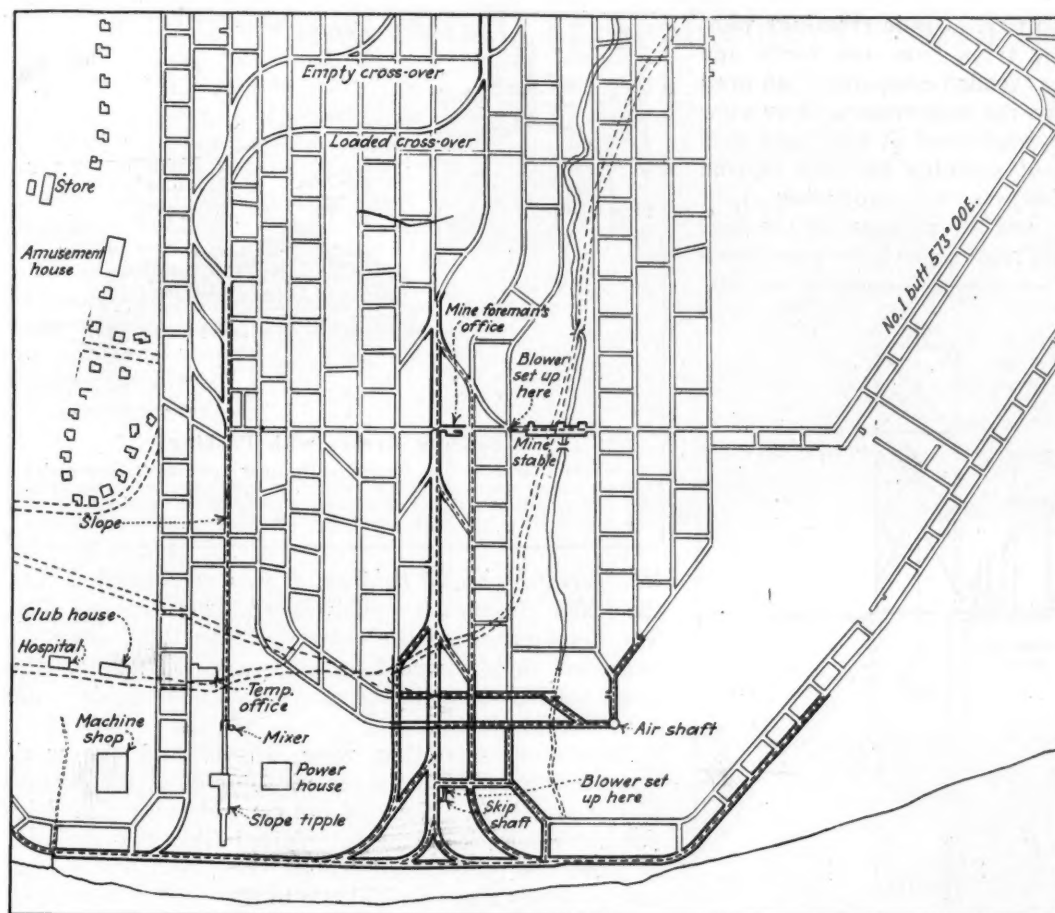 Empty cross-over
Loaded cross-over
Store
Amusement
house
No.1 butt S73°00E.
Mine foreman's
office
Blower
set up
here
Mine
stable
Slope
Club house
Hospital
Temp.
office
Machine
shop
Mixer
Air shaft
Power
house
Blower set
up here
Skip
shaft
Slope tipple